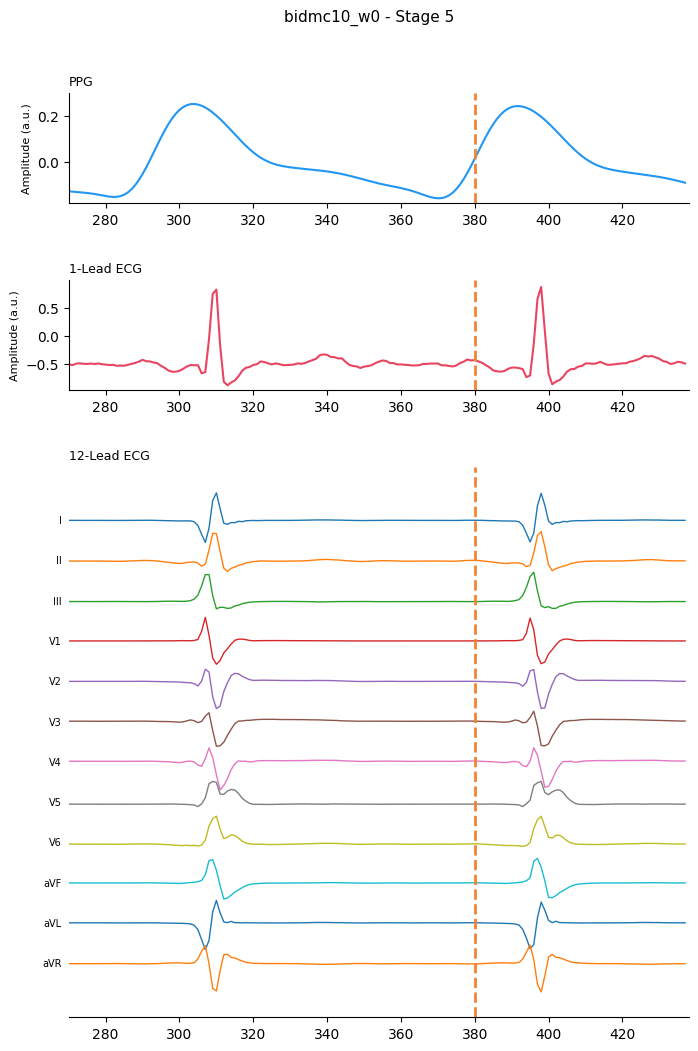 bidmc10_w0 - Stage 5
PPG
Amplitude (a.u.)
0.2
0.0
280 300 320 340 360 380 400 420
1-Lead ECG
Amplitude (a.u.)
0.5
0.0
−0.5
280 300 320 340 360 380 400 420
12-Lead ECG
I
II
III
V1
V2
V3
V4
V5
V6
aVF
aVL
aVR
280 300 320 340 360 380 400 420